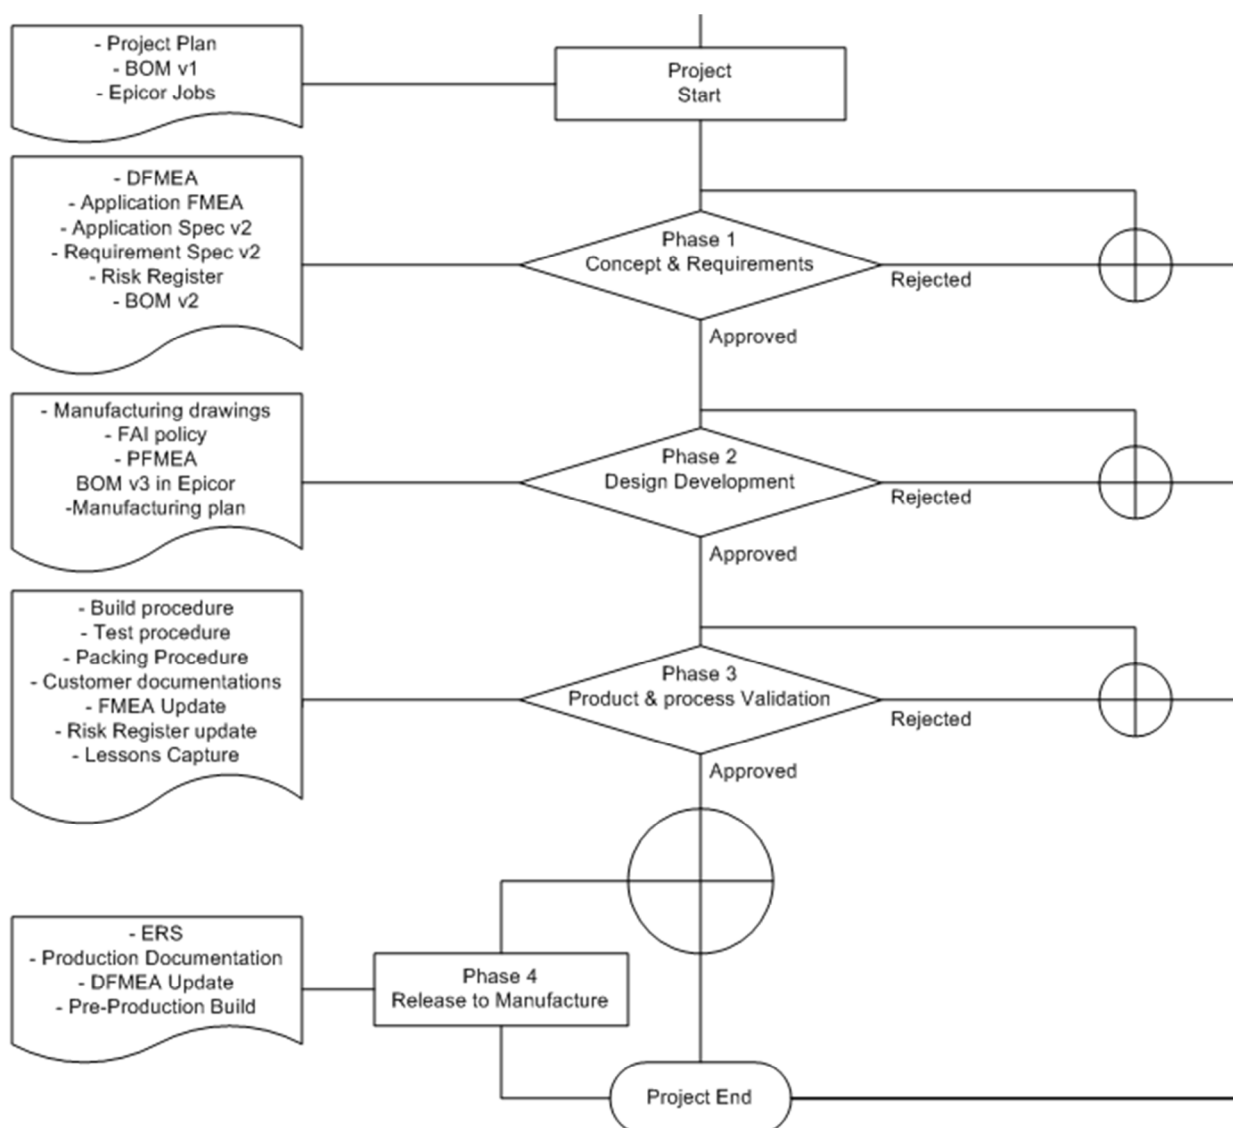 - Project Plan
- BOM v1
- Epicor Jobs
Project
Start
- DFMEA
- Application FMEA
- Application Spec v2
- Requirement Spec v2
- Risk Register
- BOM v2
Phase 1
Concept & Requirements
Rejected
Approved
- Manufacturing drawings
- FAI policy
- PFMEA
BOM v3 in Epicor
-Manufacturing plan
Phase 2
Design Development
Rejected
Approved
- Build procedure
- Test procedure
- Packing Procedure
- Customer documentations
- FMEA Update
- Risk Register update
- Lessons Capture
Phase 3
Product & process Validation
Rejected
Approved
- ERS
- Production Documentation
- DFMEA Update
- Pre-Production Build
Phase 4
Release to Manufacture
Project End